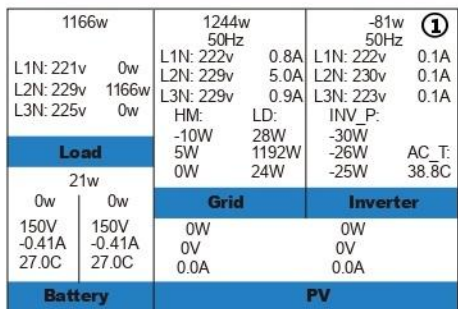 1166w
L1N: 221v 0w
L2N: 229v 1166w
L3N: 225v 0w
Load
1244w
50Hz
L1N: 222v 0.8A
L2N: 229v 5.0A
L3N: 229v 0.9A
HM: LD:
-10W 28W
5W 1192W
0W 24W
Grid
-81w
50Hz
1
L1N: 222v 0.1A
L2N: 230v 0.1A
L3N: 223v 0.1A
INV_P:
-30W
-26W AC_T:
-25W 38.8C
Inverter
21w
0w 0w
150V 150V
-0.41A -0.41A
27.0C 27.0C
Battery
0W 0W
0V 0V
0.0A 0.0A
PV